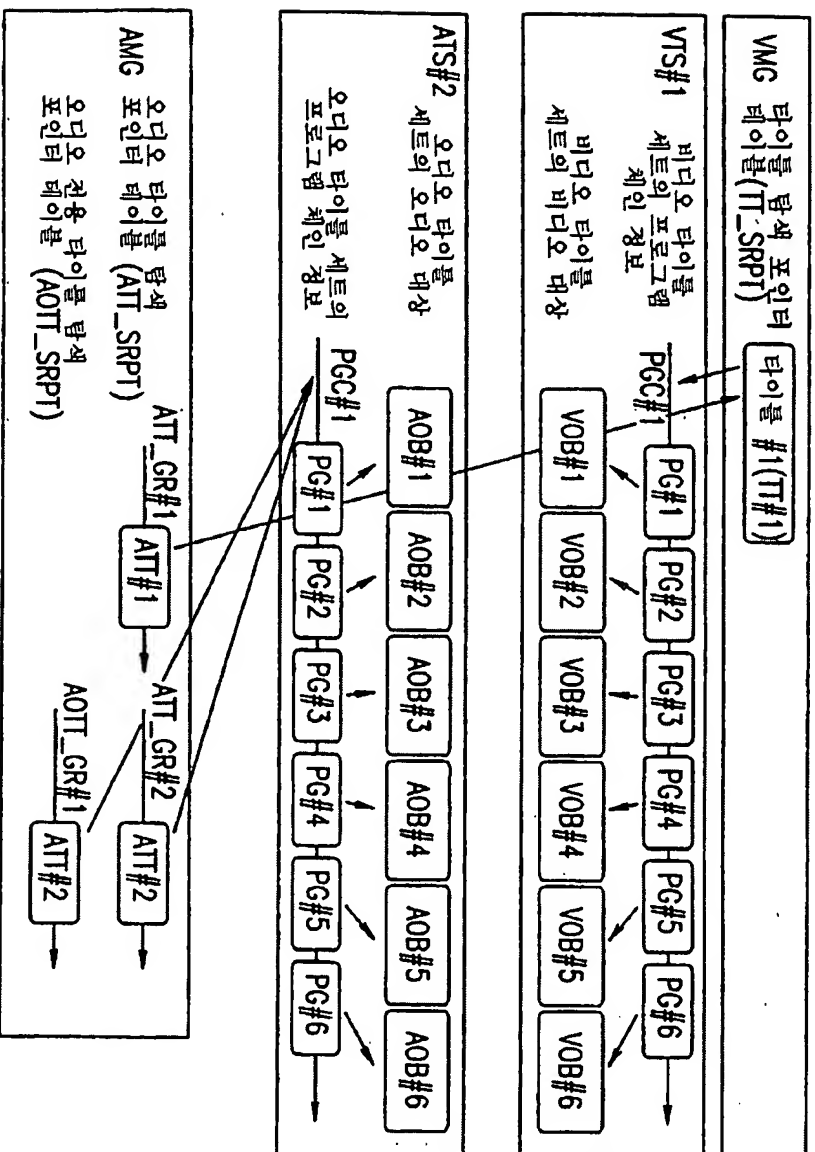 VMG 타이틀 탐색 포인터
테이블(TT_SRPT)
타이틀 #1(TT#1)
VTS#1
비디오 타이틀
세트의 프로그램
체인 정보
PGC#1 PG#1 PG#2 PG#3 PG#4 PG#5 PG#6
비디오 타이틀
세트의 비디오 대상
VOB#1 VOB#2 VOB#3 VOB#4 VOB#5 VOB#6
ATS#2
오디오 타이틀
세트의 오디오 대상
AOB#1 AOB#2 AOB#3 AOB#4 AOB#5 AOB#6
오디오 타이틀 세트의
프로그램 체인 정보
PGC#1 PG#1 PG#2 PG#3 PG#4 PG#5 PG#6
AMG 오디오 타이틀 탐색
포인터 테이블 (ATT_SRPT)
ATT_GR#1 ATT#1 ATT_GR#2 ATT#2
오디오 전용 타이틀 탐색
포인터 테이블 (AOTT_SRPT)
AOTT_GR#1 ATT#2